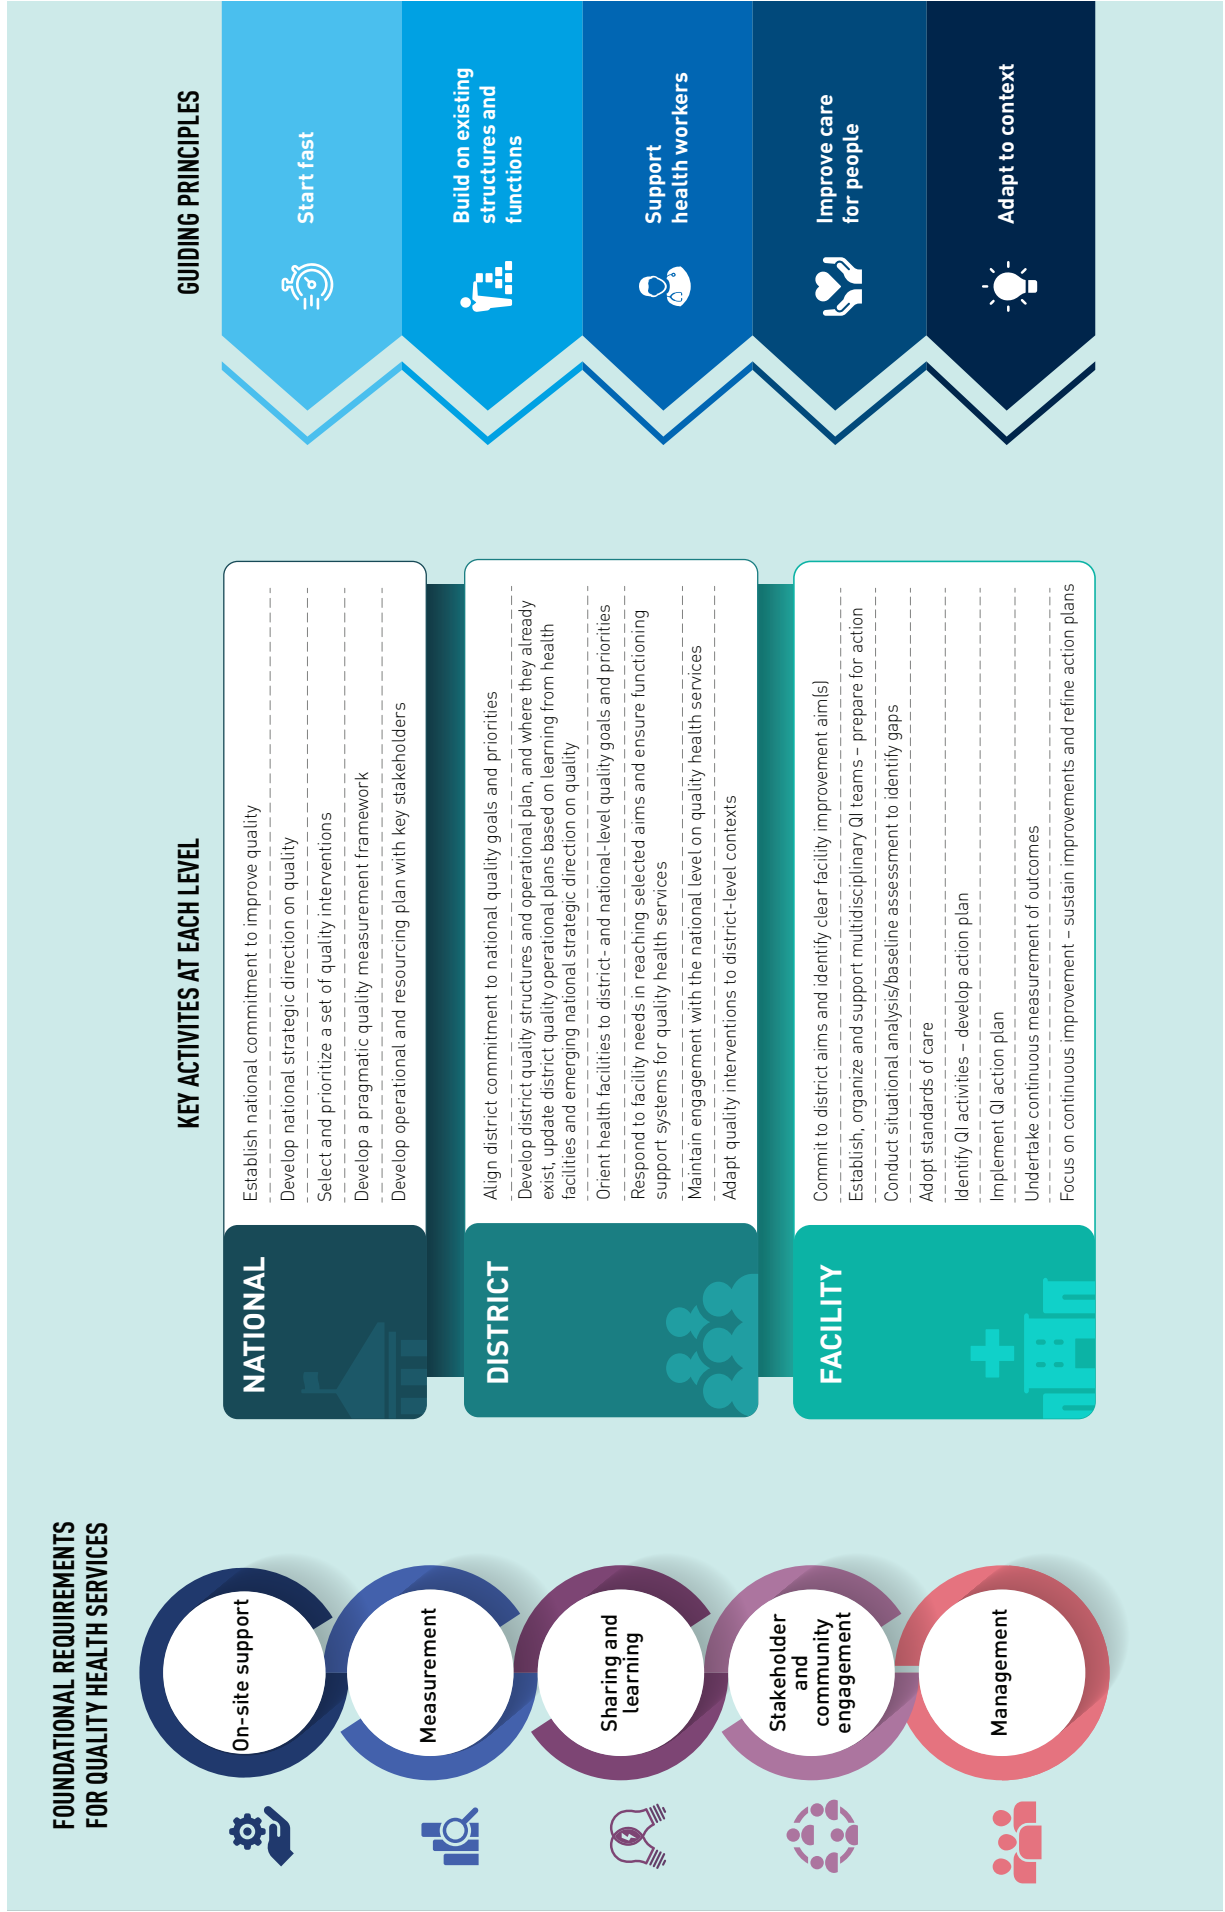 FOUNDATIONAL REQUIREMENTS
FOR QUALITY HEALTH SERVICES
On-site support
Measurement
Sharing and
learning
Stakeholder
and
community
engagement
Management
KEY ACTIVITES AT EACH LEVEL
NATIONAL
Establish national commitment to improve quality
Develop national strategic direction on quality
Select and prioritize a set of quality interventions
Develop a pragmatic quality measurement framework
Develop operational and resourcing plan with key stakeholders
DISTRICT
Align district commitment to national quality goals and priorities
Develop district quality structures and operational plan, and where they already
exist, update district quality operational plans based on learning from health
facilities and emerging national strategic direction on quality
Orient health facilities to district- and national-level quality goals and priorities
Respond to facility needs in reaching selected aims and ensure functioning
support systems for quality health services
Maintain engagement with the national level on quality health services
Adapt quality interventions to district-level contexts
FACILITY
Commit to district aims and identify clear facility improvement aim(s)
Establish, organize and support multidisciplinary QI teams – prepare for action
Conduct situational analysis/baseline assessment to identify gaps
Adopt standards of care
Identify QI activities – develop action plan
Implement QI action plan
Undertake continuous measurement of outcomes
Focus on continuous improvement – sustain improvements and refine action plans
GUIDING PRINCIPLES
Start fast
Build on existing
structures and
functions
Support
health workers
Improve care
for people
Adapt to context